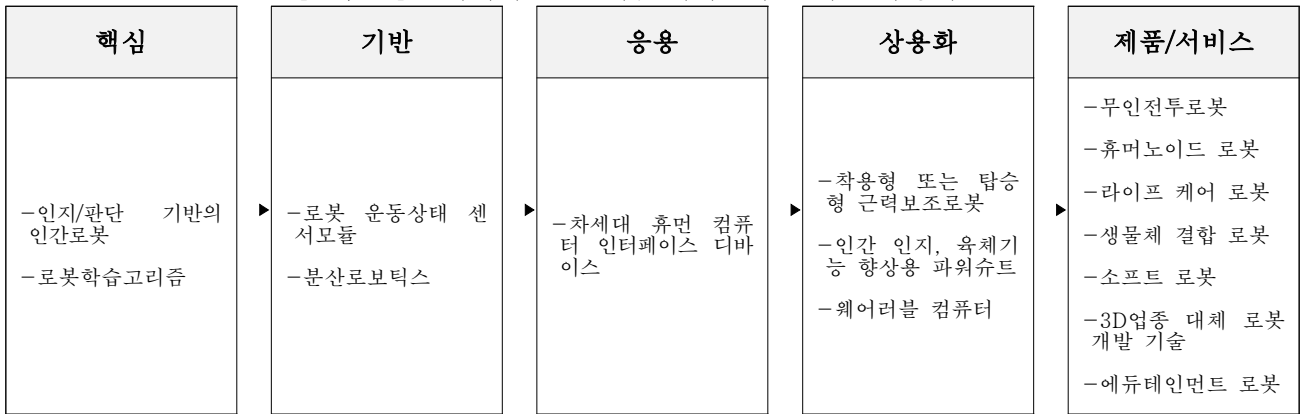 핵심
-인지/판단 기반의
인간로봇
-로봇학습고리즘
기반
-로봇 운동상태 센
서모듈
-분산로보틱스
응용
-차세대 휴먼 컴퓨
터 인터페이스 디바
이스
상용화
-착용형 또는 탑승
형 근력보조로봇
-인간 인지, 육체기
능 향상용 파워슈트
-웨어러블 컴퓨터
제품/서비스
-무인전투로봇
-휴머노이드 로봇
-라이프 케어 로봇
-생물체 결합 로봇
-소프트 로봇
-3D업종 대체 로봇
개발 기술
-에듀테인먼트 로봇